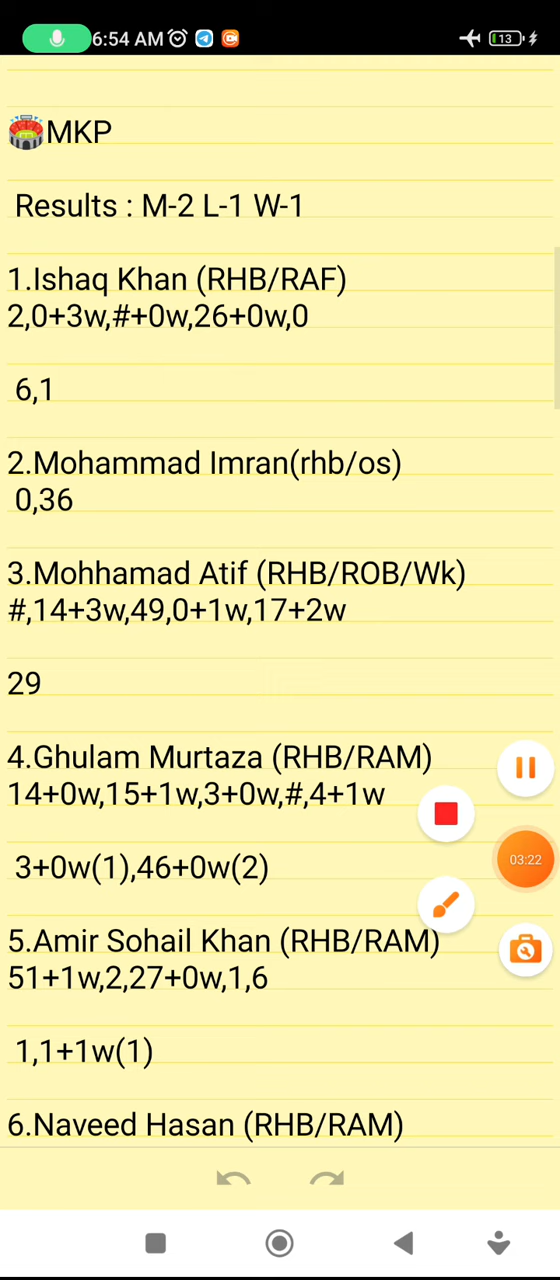 6:54 AM 13
MKP
Results : M-2 L-1 W-1
1.Ishaq Khan (RHB/RAF)
2,0+3w,#+0w,26+0w,0
6,1
2.Mohammad Imran(rhb/os)
0,36
3.Mohhamad Atif (RHB/ROB/Wk)
#,14+3w,49,0+1w,17+2w
29
4.Ghulam Murtaza (RHB/RAM)
14+0w,15+1w,3+0w,#,4+1w
03:22
3+0w(1),46+0w(2)
5.Amir Sohail Khan (RHB/RAM)
51+1w,2,27+0w,1,6
1,1+1w(1)
6.Naveed Hasan (RHB/RAM)